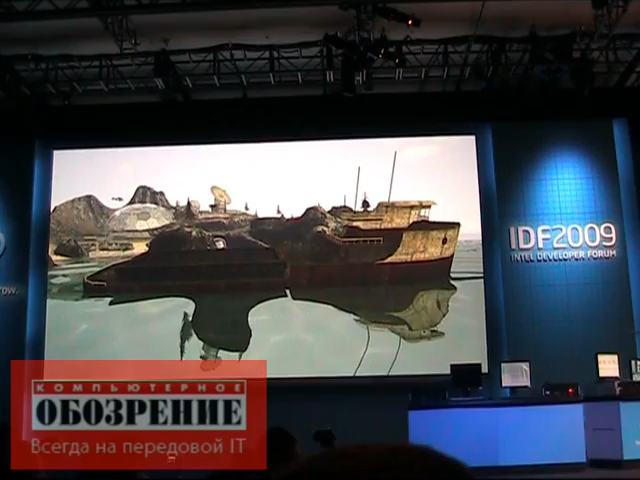 IDF2009
INTEL DEVELOPER FORUM
КОМПЬЮТЕРНОЕ
ОБОЗРЕНИЕ
Всегда на передовой IT